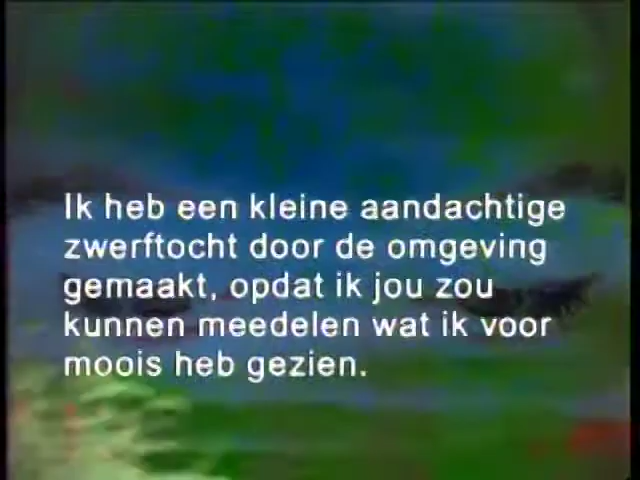 Ik heb een kleine aandachtige
zwerftocht door de omgeving
gemaakt, opdat ik jou zou
kunnen meedelen wat ik voor
moois heb gezien.